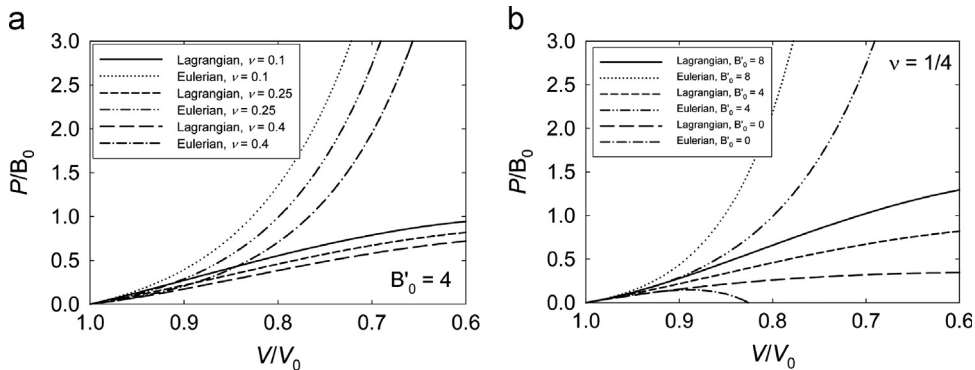 a
3.0
2.5
2.0
1.5
1.0
0.5
0.0
P/B₀
Lagrangian, ν = 0.1
Eulerian, ν = 0.1
Lagrangian, ν = 0.25
Eulerian, ν = 0.25
Lagrangian, ν = 0.4
Eulerian, ν = 0.4
B'₀ = 4
1.0 0.9 0.8 0.7 0.6
V/V₀
b
3.0
2.5
2.0
1.5
1.0
0.5
0.0
P/B₀
Lagrangian, B'₀ = 8
Eulerian, B'₀ = 8
Lagrangian, B'₀ = 4
Eulerian, B'₀ = 4
Lagrangian, B'₀ = 0
Eulerian, B'₀ = 0
ν = 1/4
1.0 0.9 0.8 0.7 0.6
V/V₀